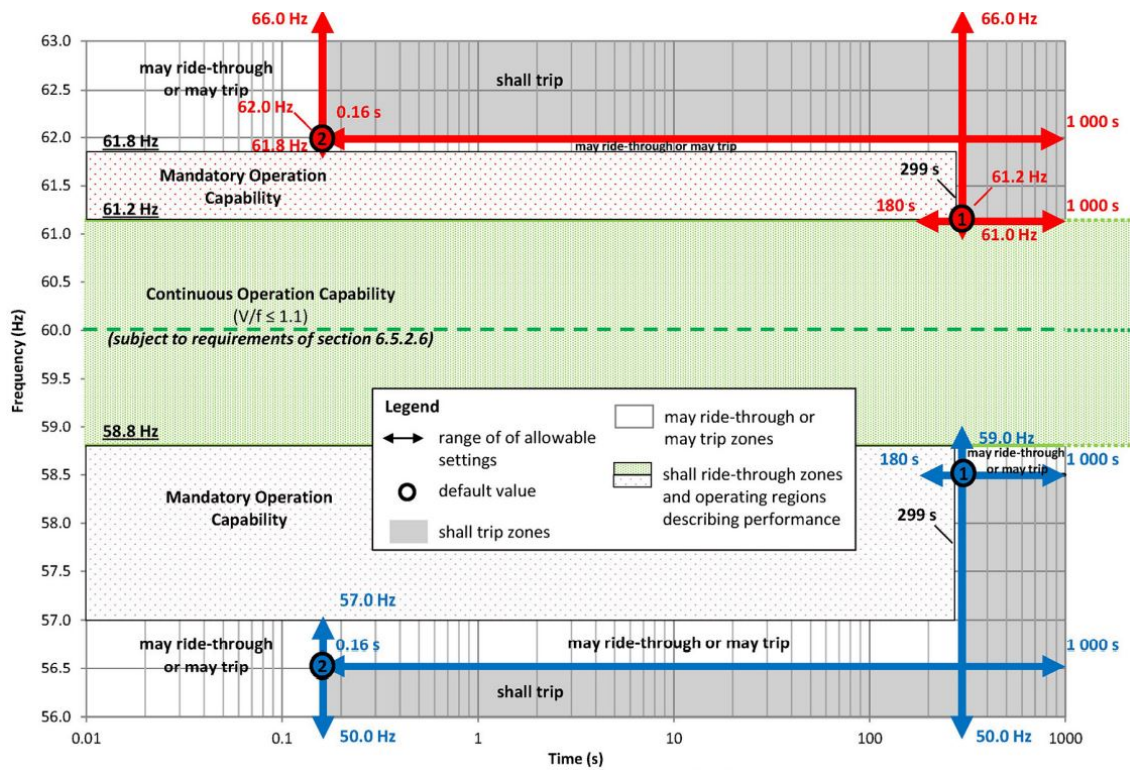 66.0 Hz
66.0 Hz
63.0
may ride-through
or may trip
shall trip
62.5
62.0 Hz
0.16 s
1 000 s
62.0
2
61.8 Hz
61.8 Hz
may ride-through or may trip
Mandatory Operation
Capability
299 s
61.2 Hz
61.5
61.2 Hz
180 s
1
1 000 s
61.0
61.0 Hz
60.5
Continuous Operation Capability
(V/f ≤ 1.1)
60.0
(subject to requirements of section 6.5.2.6)
59.5
Frequency (Hz)
59.0
58.8 Hz
Legend
range of of allowable
settings
default value
shall trip zones
may ride-through or
may trip zones
shall ride-through zones
and operating regions
describing performance
59.0 Hz
may ride-through
or may trip
180 s
1
1 000 s
58.5
Mandatory Operation
Capability
299 s
58.0
57.5
57.0 Hz
57.0
may ride-through
or may trip
0.16 s
may ride-through or may trip
1 000 s
56.5
2
shall trip
56.0
50.0 Hz
50.0 Hz
0.01
0.1
1
10
100
1000
Time (s)